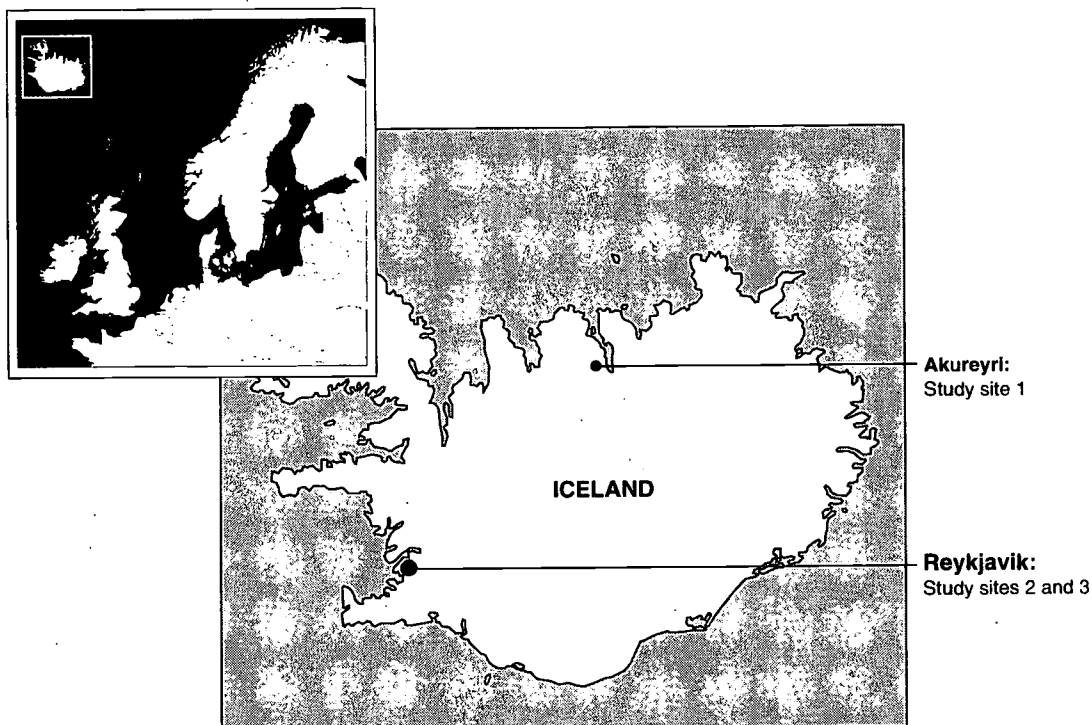 Akureyri:
Study site 1
ICELAND
Reykjavik:
Study sites 2 and 3